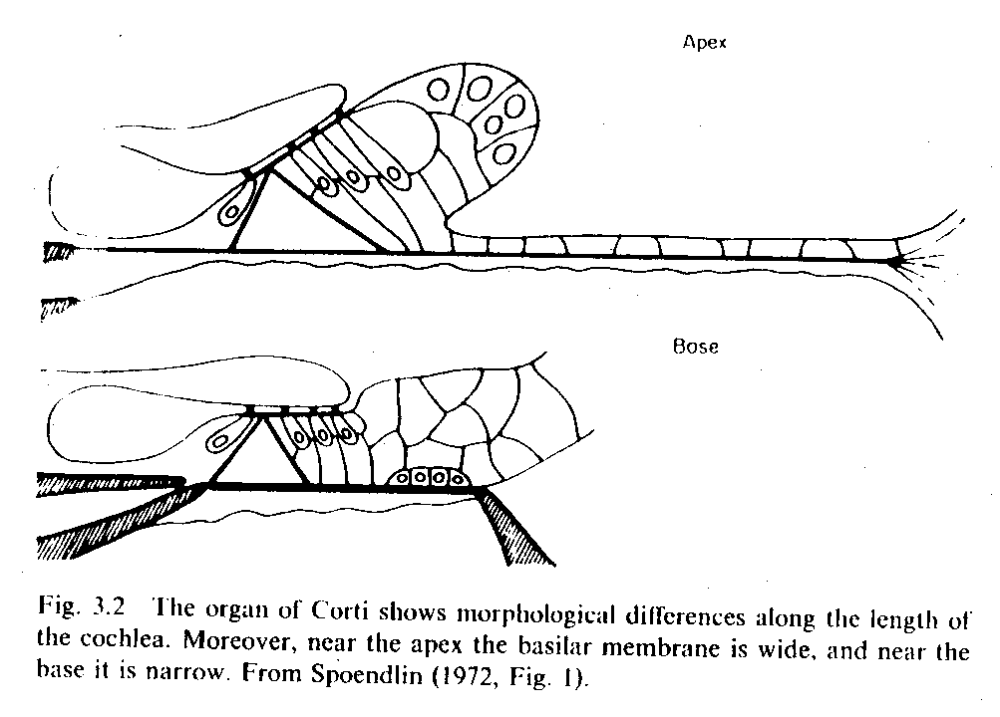 Apex
Base
Fig. 3.2 The organ of Corti shows morphological differences along the length of
the cochlea. Moreover, near the apex the basilar membrane is wide, and near the
base it is narrow. From Spoendlin (1972, Fig. 1).